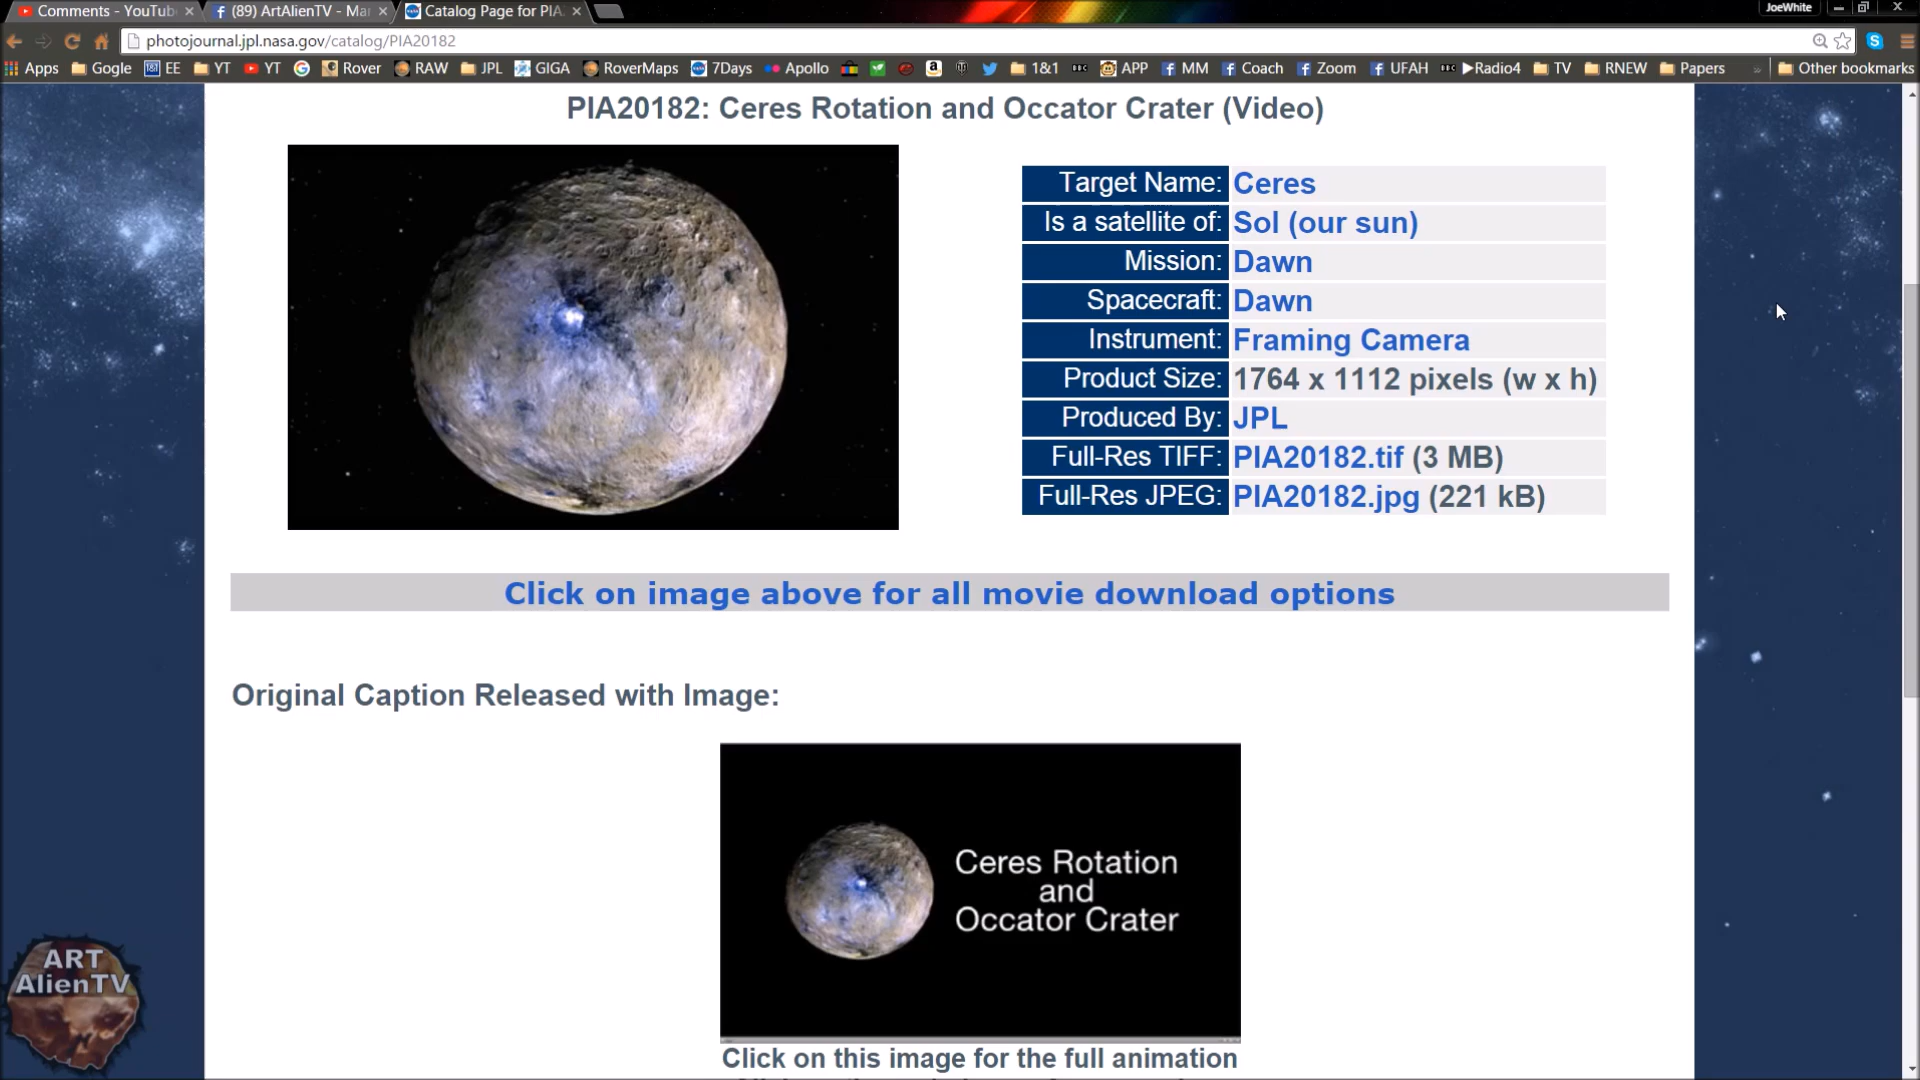 Comments - YouTub
(89) ArtAlienTV - Mar
Catalog Page for PIA
JoeWhite
photojournal.jpl.nasa.gov/catalog/PIA20182
Apps Gogle EE YT YT Rover RAW JPL GIGA RoverMaps 7Days Apollo 1&1 APP MM Coach Zoom UFAH ▶Radio4 TV RNEW Papers » Other bookmarks
PIA20182: Ceres Rotation and Occator Crater (Video)
Target Name: Ceres
Is a satellite of: Sol (our sun)
Mission: Dawn
Spacecraft: Dawn
Instrument: Framing Camera
Product Size: 1764 x 1112 pixels (w x h)
Produced By: JPL
Full-Res TIFF: PIA20182.tif (3 MB)
Full-Res JPEG: PIA20182.jpg (221 kB)
Click on image above for all movie download options
Original Caption Released with Image:
Ceres Rotation
and
Occator Crater
Click on this image for the full animation
ART
AlienTV